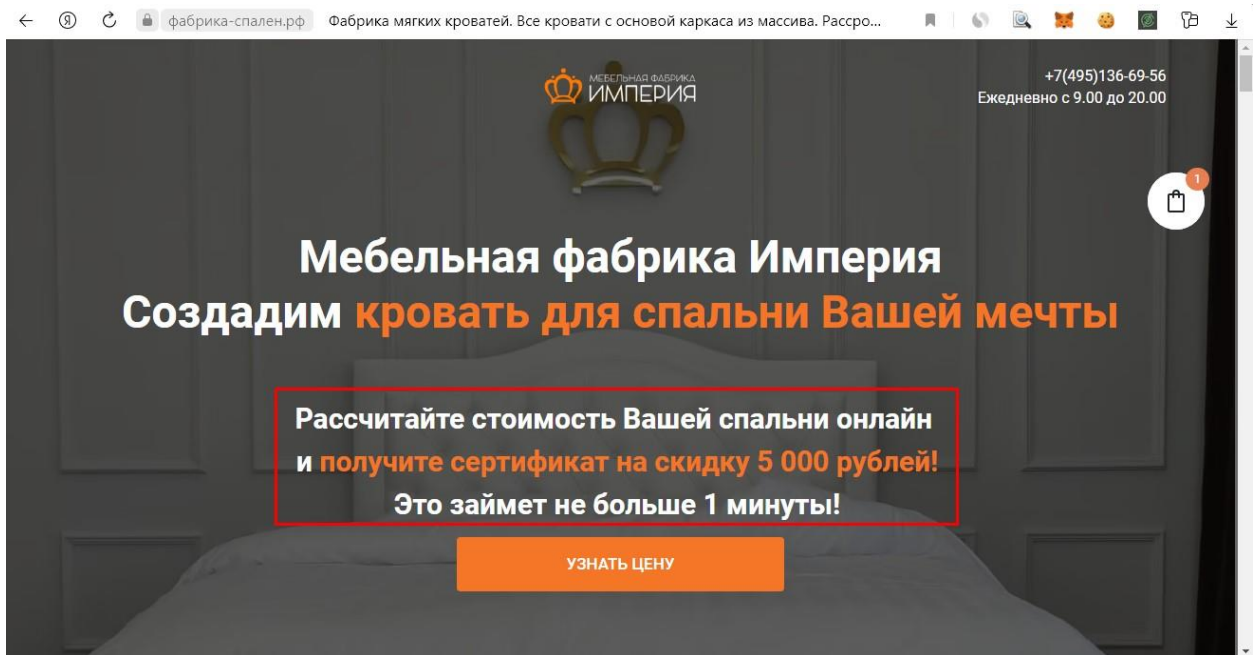 фабрика-спален.рф Фабрика мягких кроватей. Все кровати с основой каркаса из массива. Рассро...
МЕБЕЛЬНАЯ ФАБРИКА
ИМПЕРИЯ
+7(495)136-69-56
Ежедневно с 9.00 до 20.00
1
Мебельная фабрика Империя
Создадим кровать для спальни Вашей мечты
Рассчитайте стоимость Вашей спальни онлайн
и получите сертификат на скидку 5 000 рублей!
Это займет не больше 1 минуты!
УЗНАТЬ ЦЕНУ